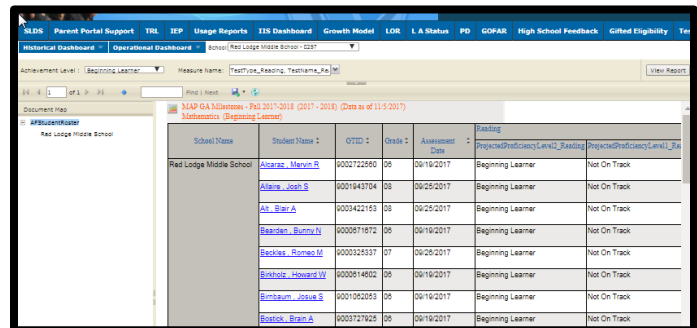 SLDS Parent Portal Support TRL IEP Usage Reports IIS Dashboard Growth Model LOR L A Status PD GOFAR High School Feedback Gifted Eligibility Tes
Historical Dashboard Operational Dashboard School Red Lodge Middle School - 0297
Achievement Level : Beginning Learner Measure Name: TestType_Reading, TestName_Re View Report
1 of 1 Find | Next
Document Map
AFStudentRoster
Red Lodge Middle School
MAP GA Milestones - Fall 2017-2018 (2017 - 2018) (Data as of 11/5/2017)
Mathematics (Beginning Learner)
School Name Student Name GTID Grade Assessment Date Reading
ProjectedProficiencyLevel2_Reading ProjectedProficiencyLevel1_Rea
Red Lodge Middle School Alcaraz , Mervin R 9002722560 06 09/19/2017 Beginning Learner Not On Track
Allaire , Josh S 9001943704 08 09/25/2017 Beginning Learner Not On Track
Alt , Blair A 9003422153 08 09/25/2017 Beginning Learner Not On Track
Bearden , Bunny N 9000671672 06 09/19/2017 Beginning Learner Not On Track
Beckles , Romeo M 9000325337 07 09/26/2017 Beginning Learner Not On Track
Birkholz , Howard W 9000614602 06 09/19/2017 Beginning Learner Not On Track
Birnbaum , Josue S 9001062053 06 09/19/2017 Beginning Learner Not On Track
Bostick , Brain A 9003727925 06 09/19/2017 Beginning Learner Not On Track